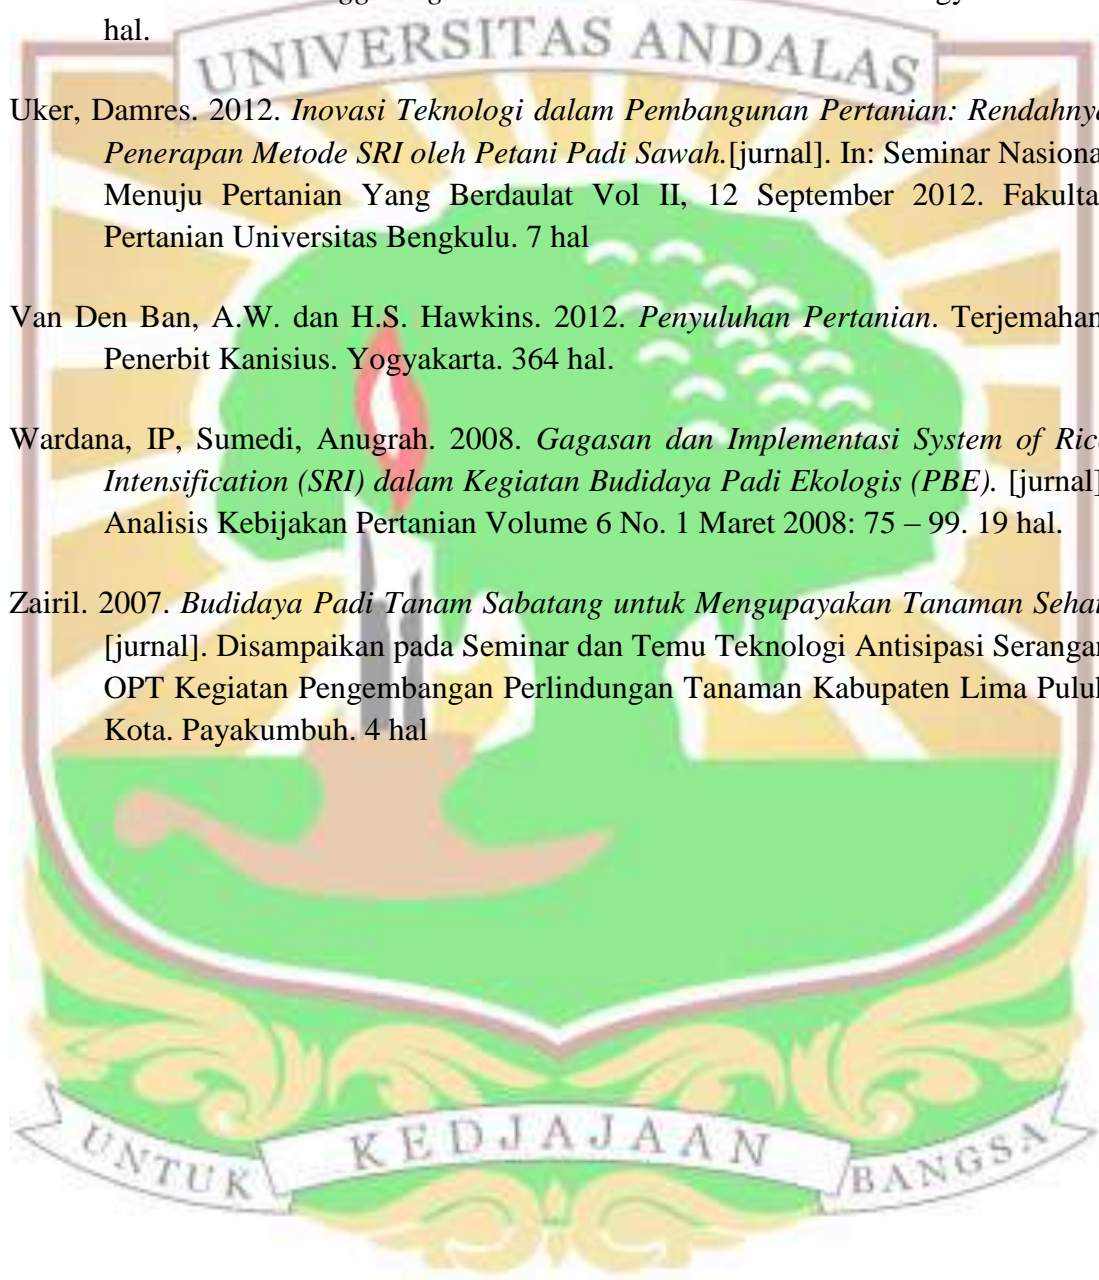 hal.
UNIVERSITAS ANDALAS
Uker, Damres. 2012. Inovasi Teknologi dalam Pembangunan Pertanian: Rendahnya
Penerapan Metode SRI oleh Petani Padi Sawah.[jurnal]. In: Seminar Nasional
Menuju Pertanian Yang Berdaulat Vol II, 12 September 2012. Fakulta
Pertanian Universitas Bengkulu. 7 hal
Van Den Ban, A.W. dan H.S. Hawkins. 2012. Penyuluhan Pertanian. Terjemahan
Penerbit Kanisius. Yogyakarta. 364 hal.
Wardana, IP, Sumedi, Anugrah. 2008. Gagasan dan Implementasi System of Rice
Intensification (SRI) dalam Kegiatan Budidaya Padi Ekologis (PBE). [jurnal]
Analisis Kebijakan Pertanian Volume 6 No. 1 Maret 2008: 75 – 99. 19 hal.
Zairil. 2007. Budidaya Padi Tanam Sabatang untuk Mengupayakan Tanaman Sehat
[jurnal]. Disampaikan pada Seminar dan Temu Teknologi Antisipasi Serangan
OPT Kegiatan Pengembangan Perlindungan Tanaman Kabupaten Lima Puluh
Kota. Payakumbuh. 4 hal
UNTUK KEDJAJAAN BANGSA